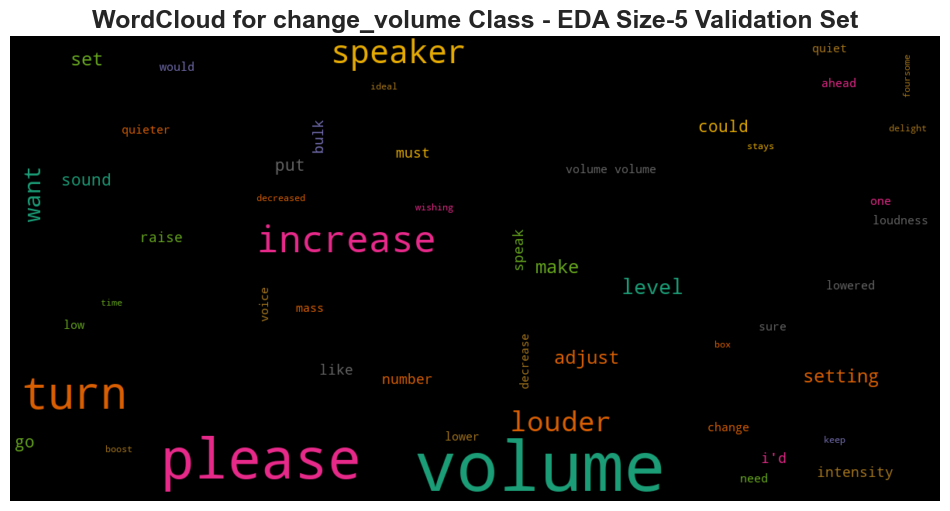 WordCloud for change_volume Class - EDA Size-5 Validation Set
set
would
speaker
quiet
ideal
ahead
foursome
quieter
bulk
must
could
delight
stays
put
volume volume
want
sound
decreased
wishing
one
loudness
raise
increase
speak
make
level
lowered
time
voice
mass
low
sure
box
like
number
decrease
adjust
setting
turn
louder
change
go
boost
please
lower
volume
keep
i'd
need
intensity